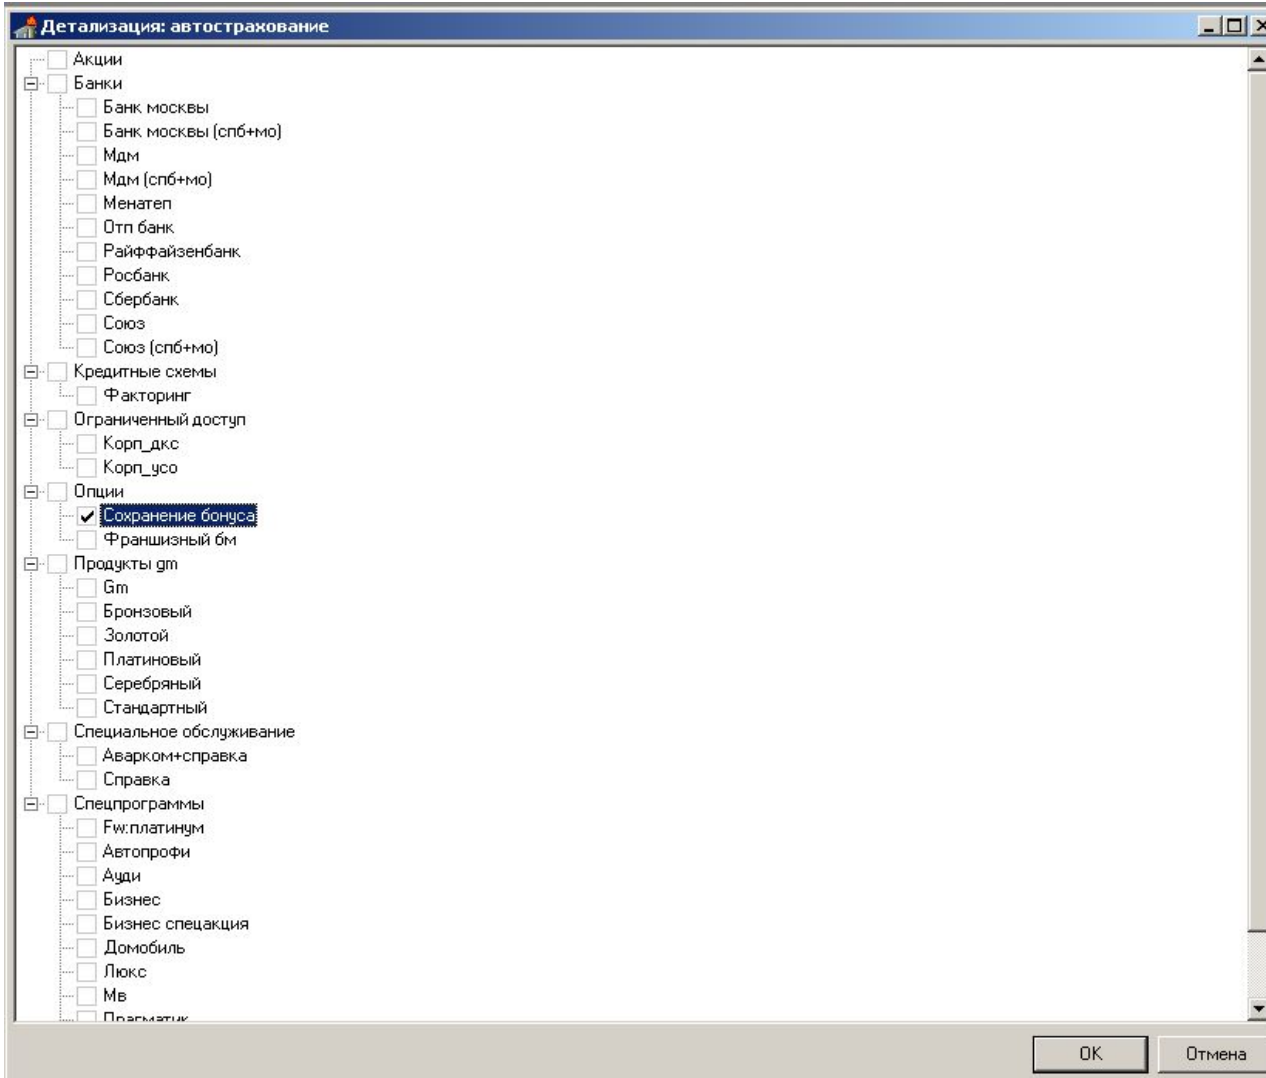 Детализация: автострахование
Акции
Банки
Банк москвы
Банк москвы (спб+мо)
Мдм
Мдм (спб+мо)
Менатеп
Отп банк
Райффайзенбанк
Росбанк
Сбербанк
Союз
Союз (спб+мо)
Кредитные схемы
Факторинг
Ограниченный доступ
Корп_дкс
Корп_усо
Опции
Сохранение бонуса
Франшизный бм
Продукты gm
Gm
Бронзовый
Золотой
Платиновый
Серебряный
Стандартный
Специальное обслуживание
Аварком+справка
Справка
Спецпрограммы
Fw:платинум
Автопрофи
Ауди
Бизнес
Бизнес спецакция
Домобиль
Люкс
Мв
Прагматик
OK Отмена